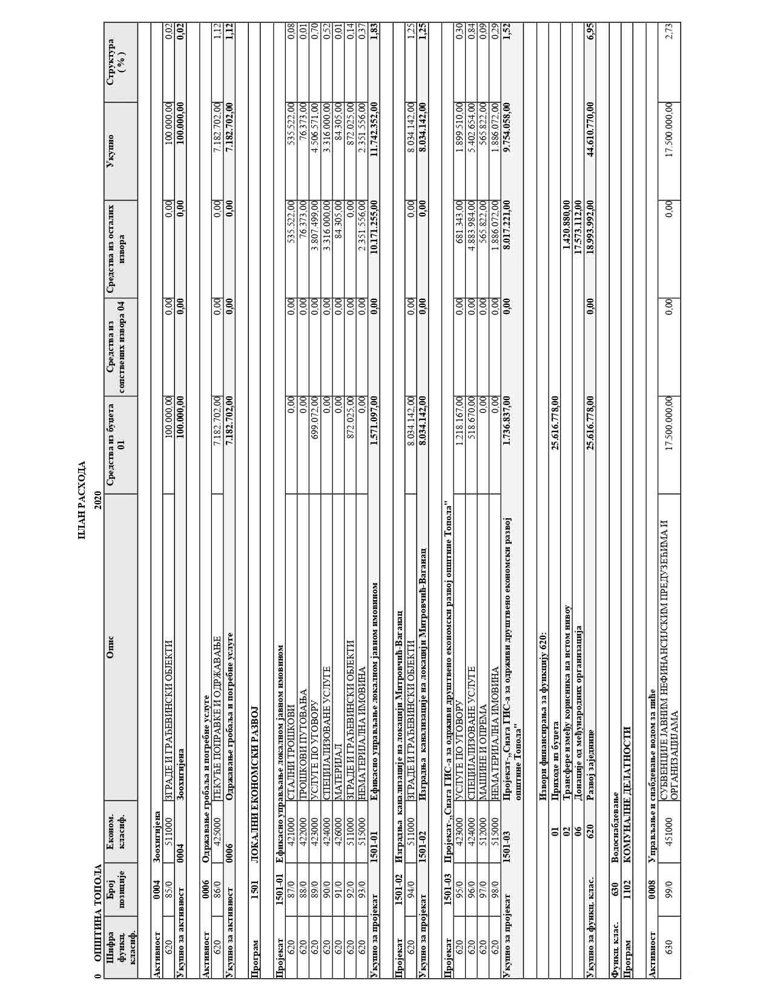 ПЛАН РАСХОДА
0 ОПШТИНА ТОПОЛА 2020
Шифра функц. класиф. Број позиције Економ. класиф. Опис Средства из буџета 01 Средства из сопствених извора 04 Средства из осталих извора Укупно Структура ( % )
Активност 0004 Зоохигијена
620 85/0 511000 ЗГРАДЕ И ГРАЂЕВИНСКИ ОБЈЕКТИ 100.000,00 0,00 0,00 100.000,00 0,02
Укупно за активност 0004 Зоохигијена 100.000,00 0,00 0,00 100.000,00 0,02
Активност 0006 Одржавање гробаља и погребне услуге
620 86/0 425000 ТЕКУЋЕ ПОПРАВКЕ И ОДРЖАВАЊЕ 7.182.702,00 0,00 0,00 7.182.702,00 1,12
Укупно за активност 0006 Одржавање гробаља и погребне услуге 7.182.702,00 0,00 0,00 7.182.702,00 1,12
Програм 1501 ЛОКАЛНИ ЕКОНОМСКИ РАЗВОЈ
Пројекат 1501-01 Ефикасно управљање локалном јавном имовином
620 87/0 421000 СТАЛНИ ТРОШКОВИ 0,00 0,00 535.522,00 535.522,00 0,08
620 88/0 422000 ТРОШКОВИ ПУТОВАЊА 0,00 0,00 76.373,00 76.373,00 0,01
620 89/0 423000 УСЛУГЕ ПО УГОВОРУ 699.072,00 0,00 3.807.499,00 4.506.571,00 0,70
620 90/0 424000 СПЕЦИЈАЛИЗОВАНЕ УСЛУГЕ 0,00 0,00 3.316.000,00 3.316.000,00 0,52
620 91/0 426000 МАТЕРИЈАЛ 0,00 0,00 84.305,00 84.305,00 0,01
620 92/0 511000 ЗГРАДЕ И ГРАЂЕВИНСКИ ОБЈЕКТИ 872.025,00 0,00 0,00 872.025,00 0,14
620 93/0 515000 НЕМАТЕРИЈАЛНА ИМОВИНА 0,00 0,00 2.351.556,00 2.351.556,00 0,37
Укупно за пројекат 1501-01 Ефикасно управљање локалном јавном имовином 1.571.097,00 0,00 10.171.255,00 11.742.352,00 1,83
Пројекат 1501-02 Изградња канализације на локацији Митровчић-Ваганац
620 94/0 511000 ЗГРАДЕ И ГРАЂЕВИНСКИ ОБЈЕКТИ 8.034.142,00 0,00 0,00 8.034.142,00 1,25
Укупно за пројекат 1501-02 Изградња канализације на локацији Митровчић-Ваганац 8.034.142,00 0,00 0,00 8.034.142,00 1,25
Пројекат 1501-03 Пројекат-,,Снага ГИС-а за одрживи друштвено економски развој општине Топола"
620 95/0 423000 УСЛУГЕ ПО УГОВОРУ 1.218.167,00 0,00 681.343,00 1.899.510,00 0,30
620 96/0 424000 СПЕЦИЈАЛИЗОВАНЕ УСЛУГЕ 518.670,00 0,00 4.883.984,00 5.402.654,00 0,84
620 97/0 512000 МАШИНЕ И ОПРЕМА 0,00 0,00 565.822,00 565.822,00 0,09
620 98/0 515000 НЕМАТЕРИЈАЛНА ИМОВИНА 0,00 0,00 1.886.072,00 1.886.072,00 0,29
Укупно за пројекат 1501-03 Пројекат-,,Снага ГИС-а за одрживи друштвено економски развој 1.736.837,00 0,00 8.017.221,00 9.754.058,00 1,52
општине Топола"
Извори финансирања за функцију 620:
01 Приходе из буџета 25.616.778,00
02 Трансфере између корисника на истом нивоу 1.420.880,00
06 Донације од међународних организација 17.573.112,00
Укупно за функц. клас. 620 Развој заједнице 25.616.778,00 0,00 18.993.992,00 44.610.770,00 6,95
Функц. клас. 630 Водоснабдевање
Програм 1102 КОМУНАЛНЕ ДЕЛАТНОСТИ
Активност 0008 Управљање и снабдевање водом за пиће
630 99/0 451000 СУБВЕНЦИЈЕ ЈАВНИМ НЕФИНАНСИЈСКИМ ПРЕДУЗЕЋИМА И 17.500.000,00 0,00 0,00 17.500.000,00 2,73
ОРГАНИЗАЦИЈАМА